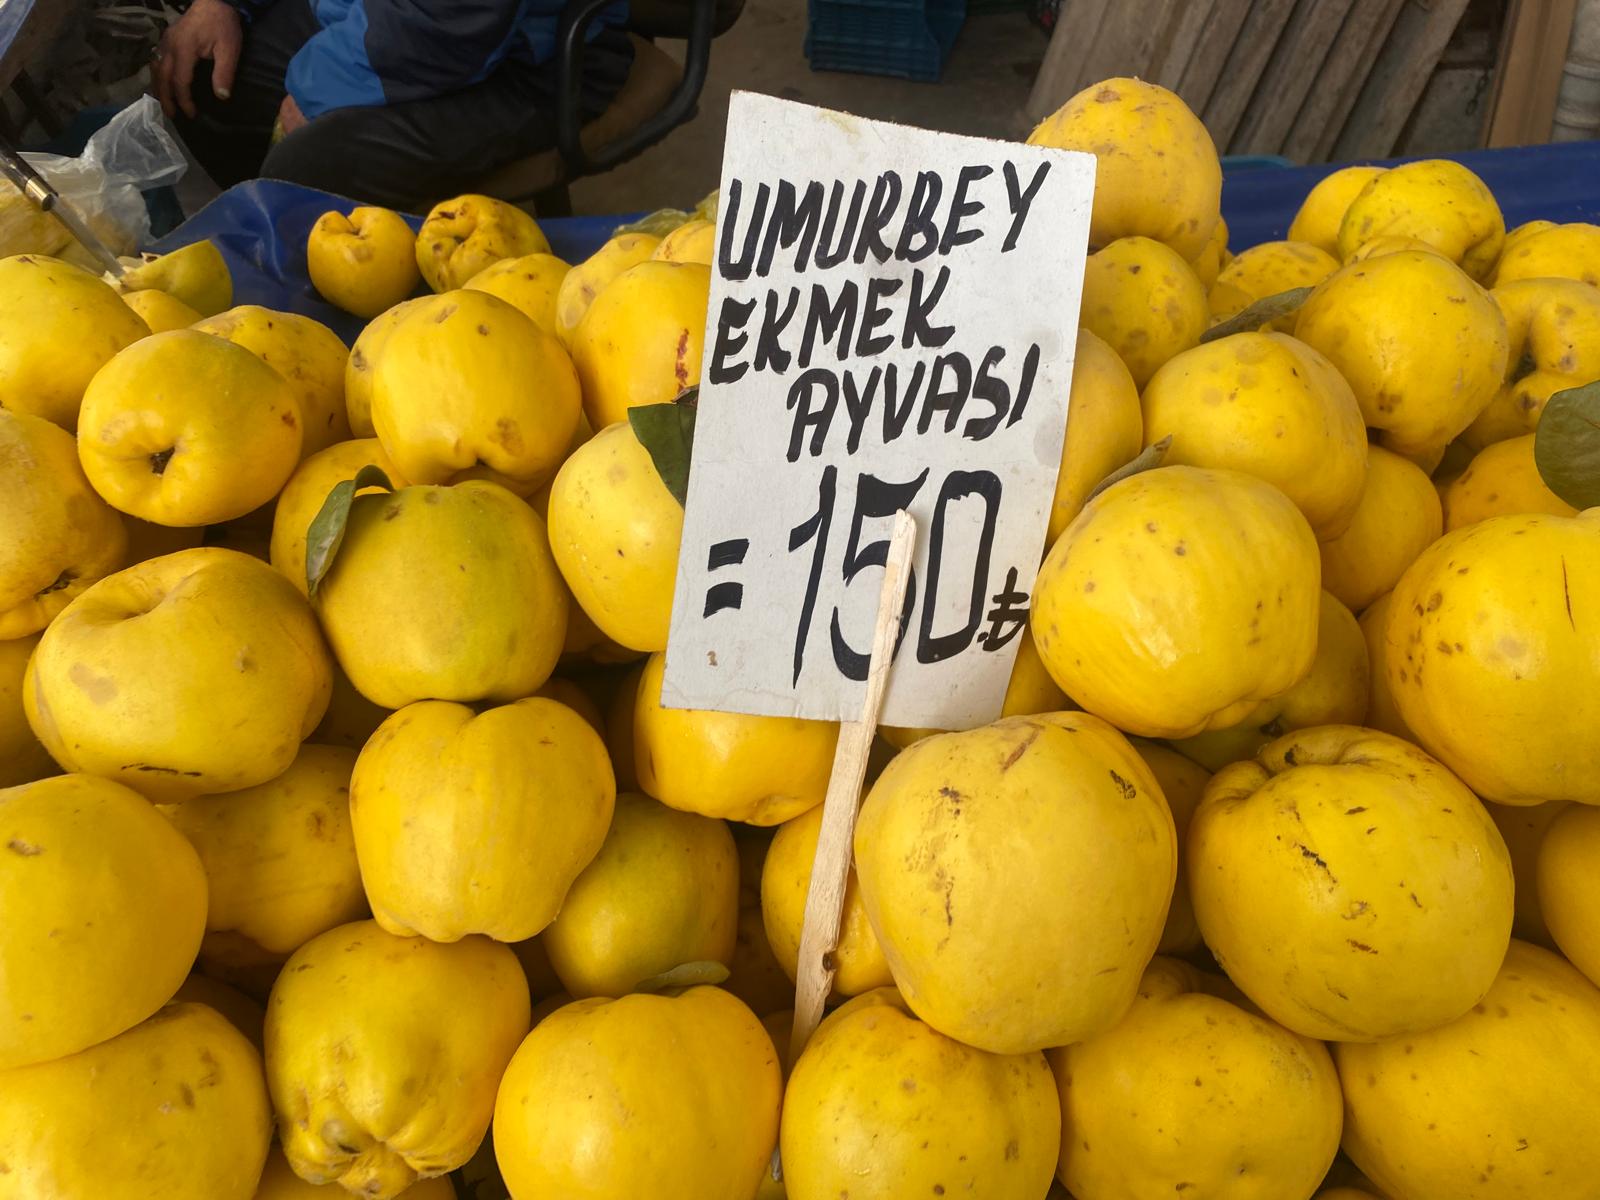 UMURBEY
EKMEK
AYVASI
=150.₺